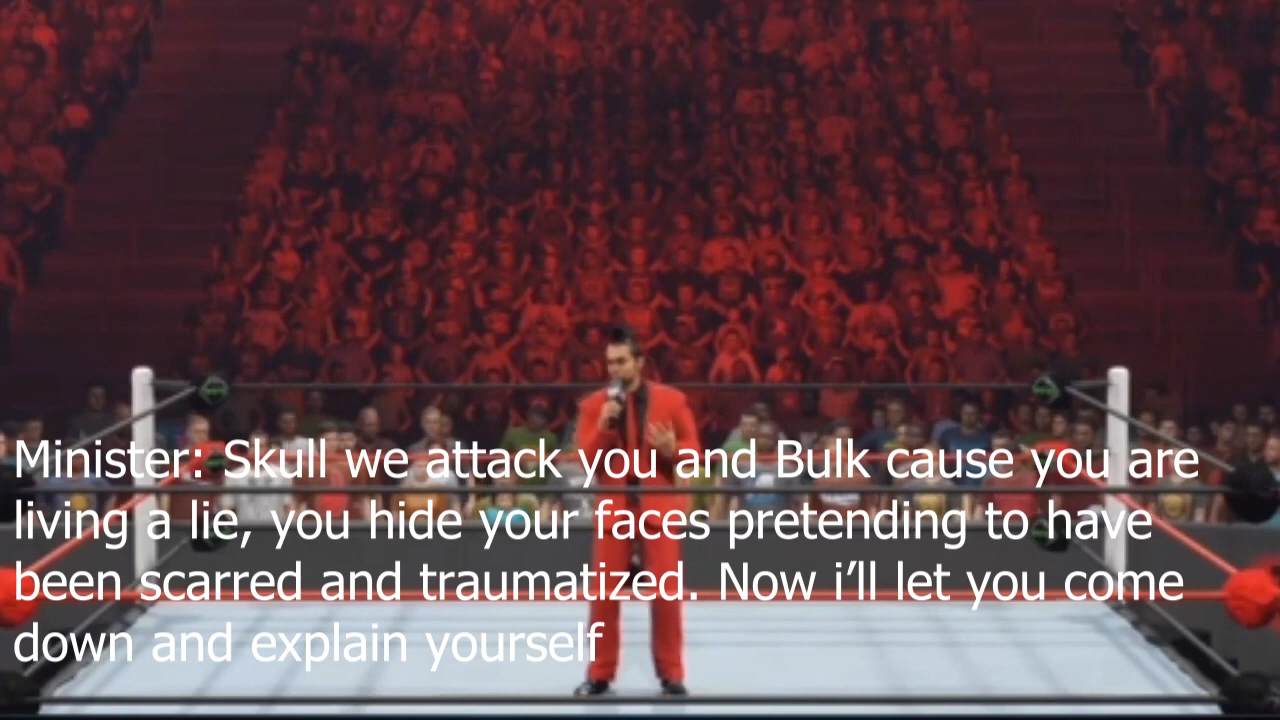 Minister: Skull we attack you and Bulk cause you are
living a lie, you hide your faces pretending to have
been scarred and traumatized. Now i’ll let you come
down and explain yourself